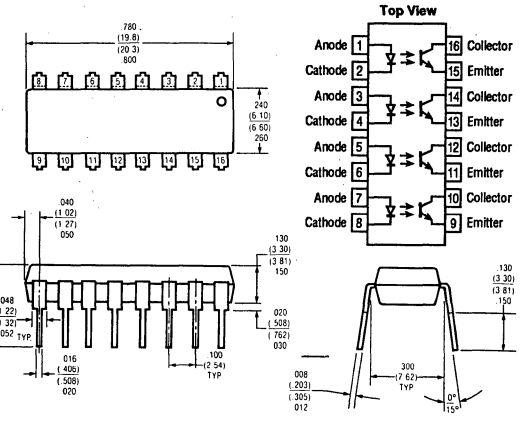 .780
(19.8)
(20 3)
.800
8 7 6 5 4 3 2 1
9 10 11 12 13 14 15 16
240
(6 10)
(6 60)
260
Top View
Anode 1 16 Collector
Cathode 2 15 Emitter
Anode 3 14 Collector
Cathode 4 13 Emitter
Anode 5 12 Collector
Cathode 6 11 Emitter
Anode 7 10 Collector
Cathode 8 9 Emitter
.040
(1 02)
(1 27)
050
130
(3 30)
(3 81)
150
048
22)
32)
052 TYP.
020
(.508)
(762)
030
016
(.406)
(.508)
020
.100
(2 54)
TYP
.130
(3 30)
(3 81)
.150
.300
(7 62)
TYP
008
(.203)
(.305)
012
0°
15°